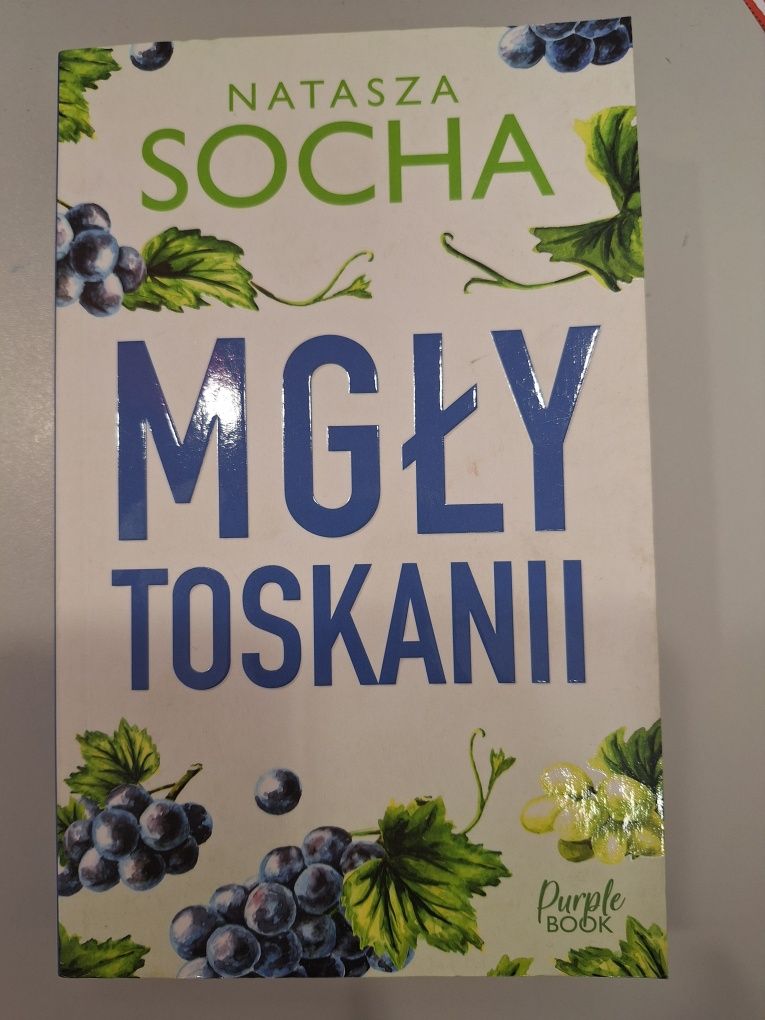 NATASZA
SOCHA
MGŁY
TOSKANII
Purple
BOOK